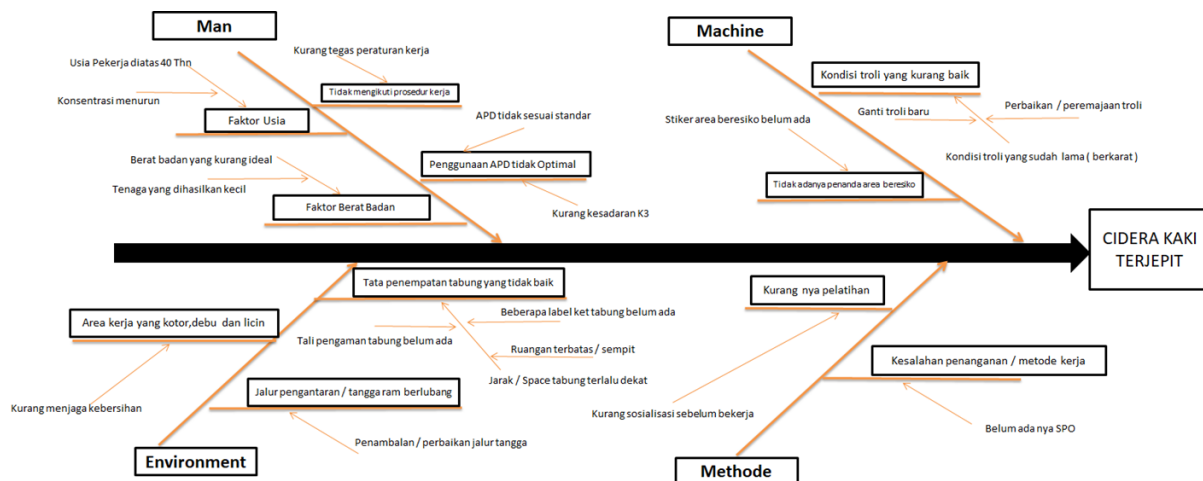 Man
Kurang tegas peraturan kerja
Usia Pekerja diatas 40 Thn
Tidak mengikuti prosedur kerja
Konsentrasi menurun
Faktor Usia
APD tidak sesuai standar
Berat badan yang kurang ideal
Penggunaan APD tidak Optimal
Tenaga yang dihasilkan kecil
Faktor Berat Badan
Kurang kesadaran K3
Machine
Kondisi troli yang kurang baik
Ganti troli baru
Perbaikan / peremajaan troli
Stiker area beresiko belum ada
Kondisi troli yang sudah lama ( berkarat )
Tidak adanya penanda area beresiko
CIDERA KAKI
TERJEPIT
Tata penempatan tabung yang tidak baik
Area kerja yang kotor,debu dan licin
Beberapa label ket tabung belum ada
Tali pengaman tabung belum ada
Ruangan terbatas / sempit
Jarak / Space tabung terlalu dekat
Jalur pengantaran / tangga ram berlubang
Kurang menjaga kebersihan
Penambalan / perbaikan jalur tangga
Environment
Kurang nya pelatihan
Kesalahan penanganan / metode kerja
Kurang sosialisasi sebelum bekerja
Belum ada nya SPO
Methode